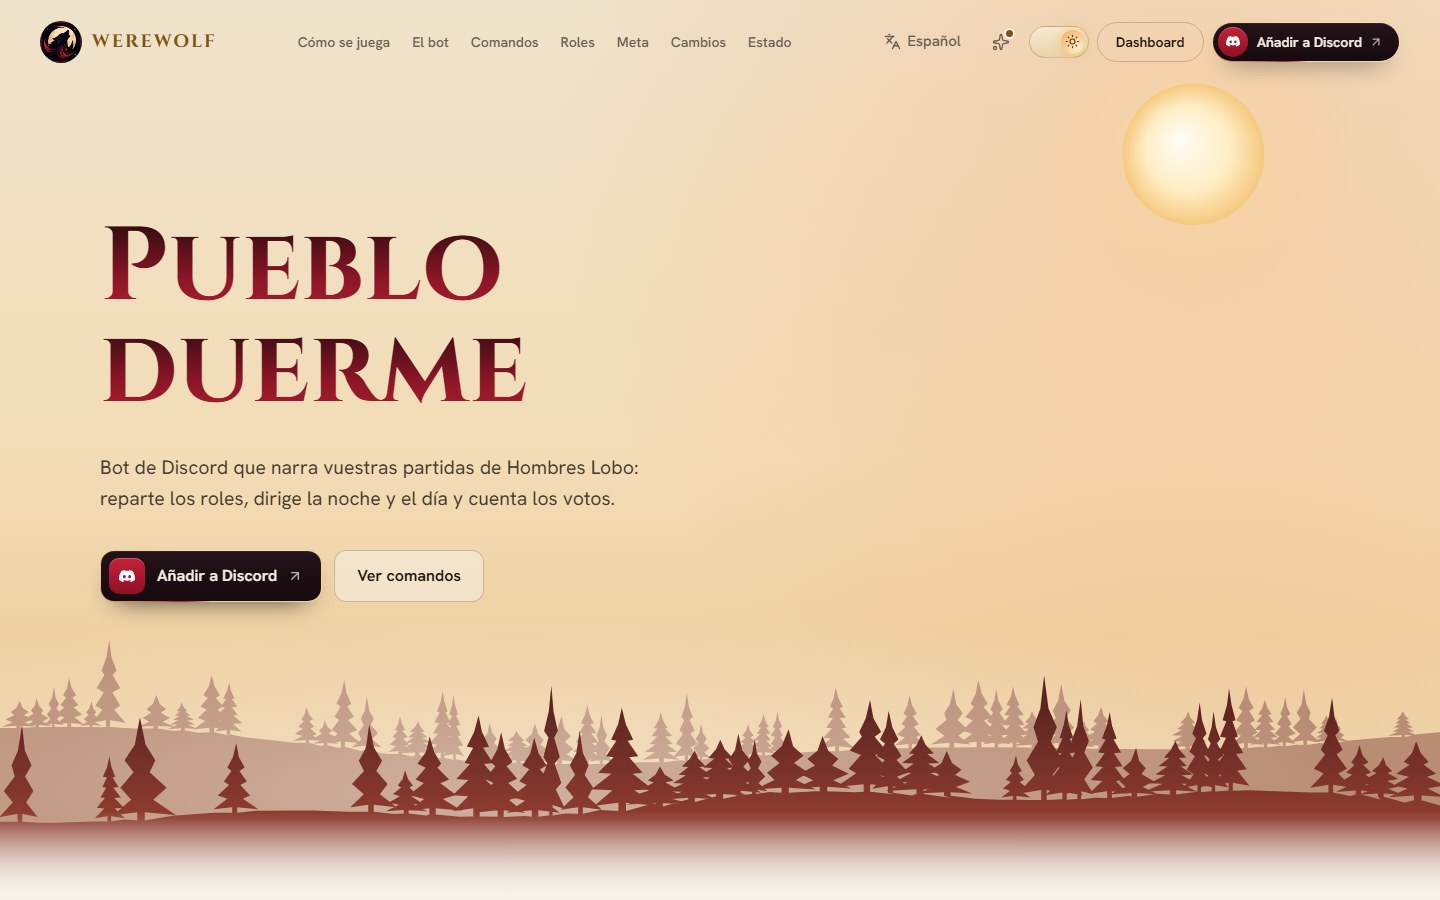 WEREWOLF
Cómo se juega
El bot
Comandos
Roles
Meta
Cambios
Estado
Español
Dashboard
Añadir a Discord
PUEBLO
DUERME
Bot de Discord que narra vuestras partidas de Hombres Lobo:
reparte los roles, dirige la noche y el día y cuenta los votos.
Añadir a Discord
Ver comandos